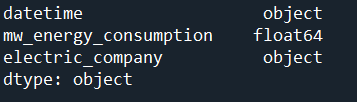 datetime object
mw_energy_consumption float64
electric_company object
dtype: object